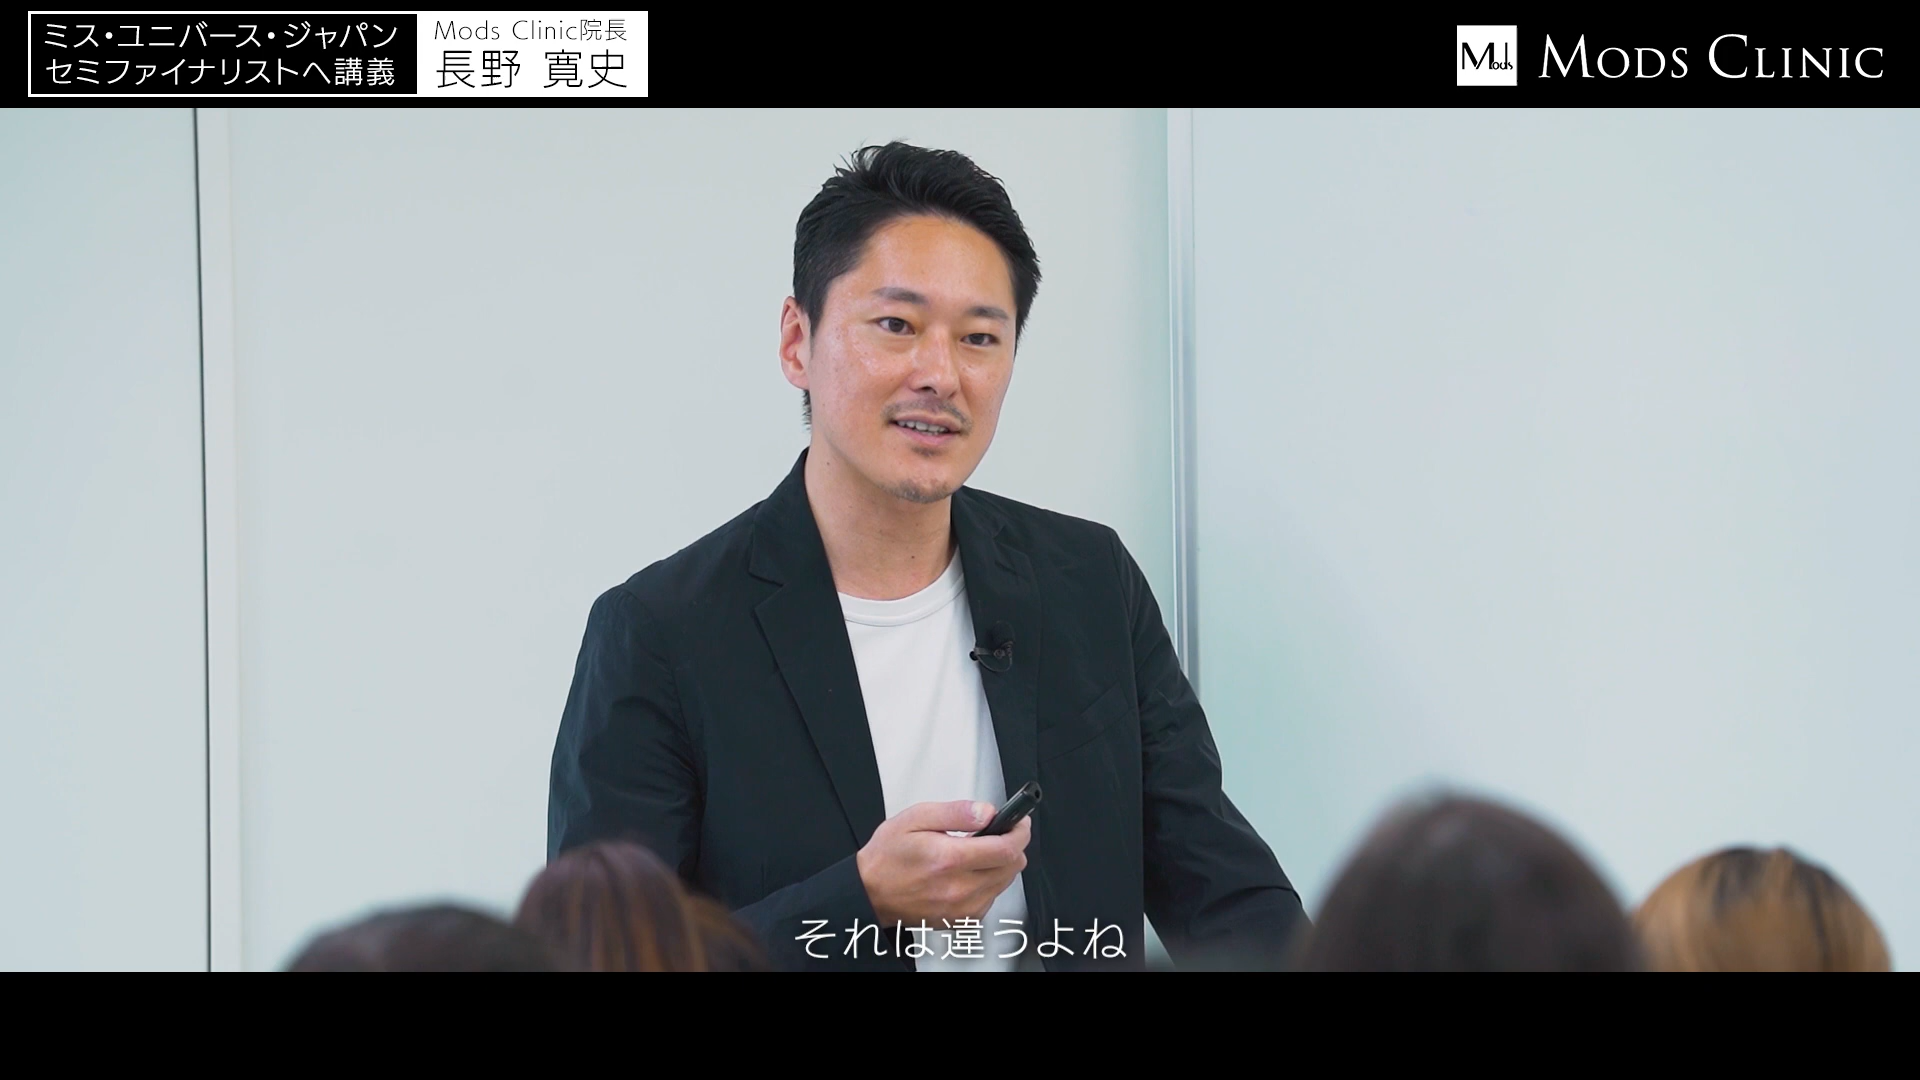 ミス・ユニバース・ジャパン
セミファイナリストへ講義
Mods Clinic院長
長野 寛史
Mods
MODS CLINIC
それは違うよね